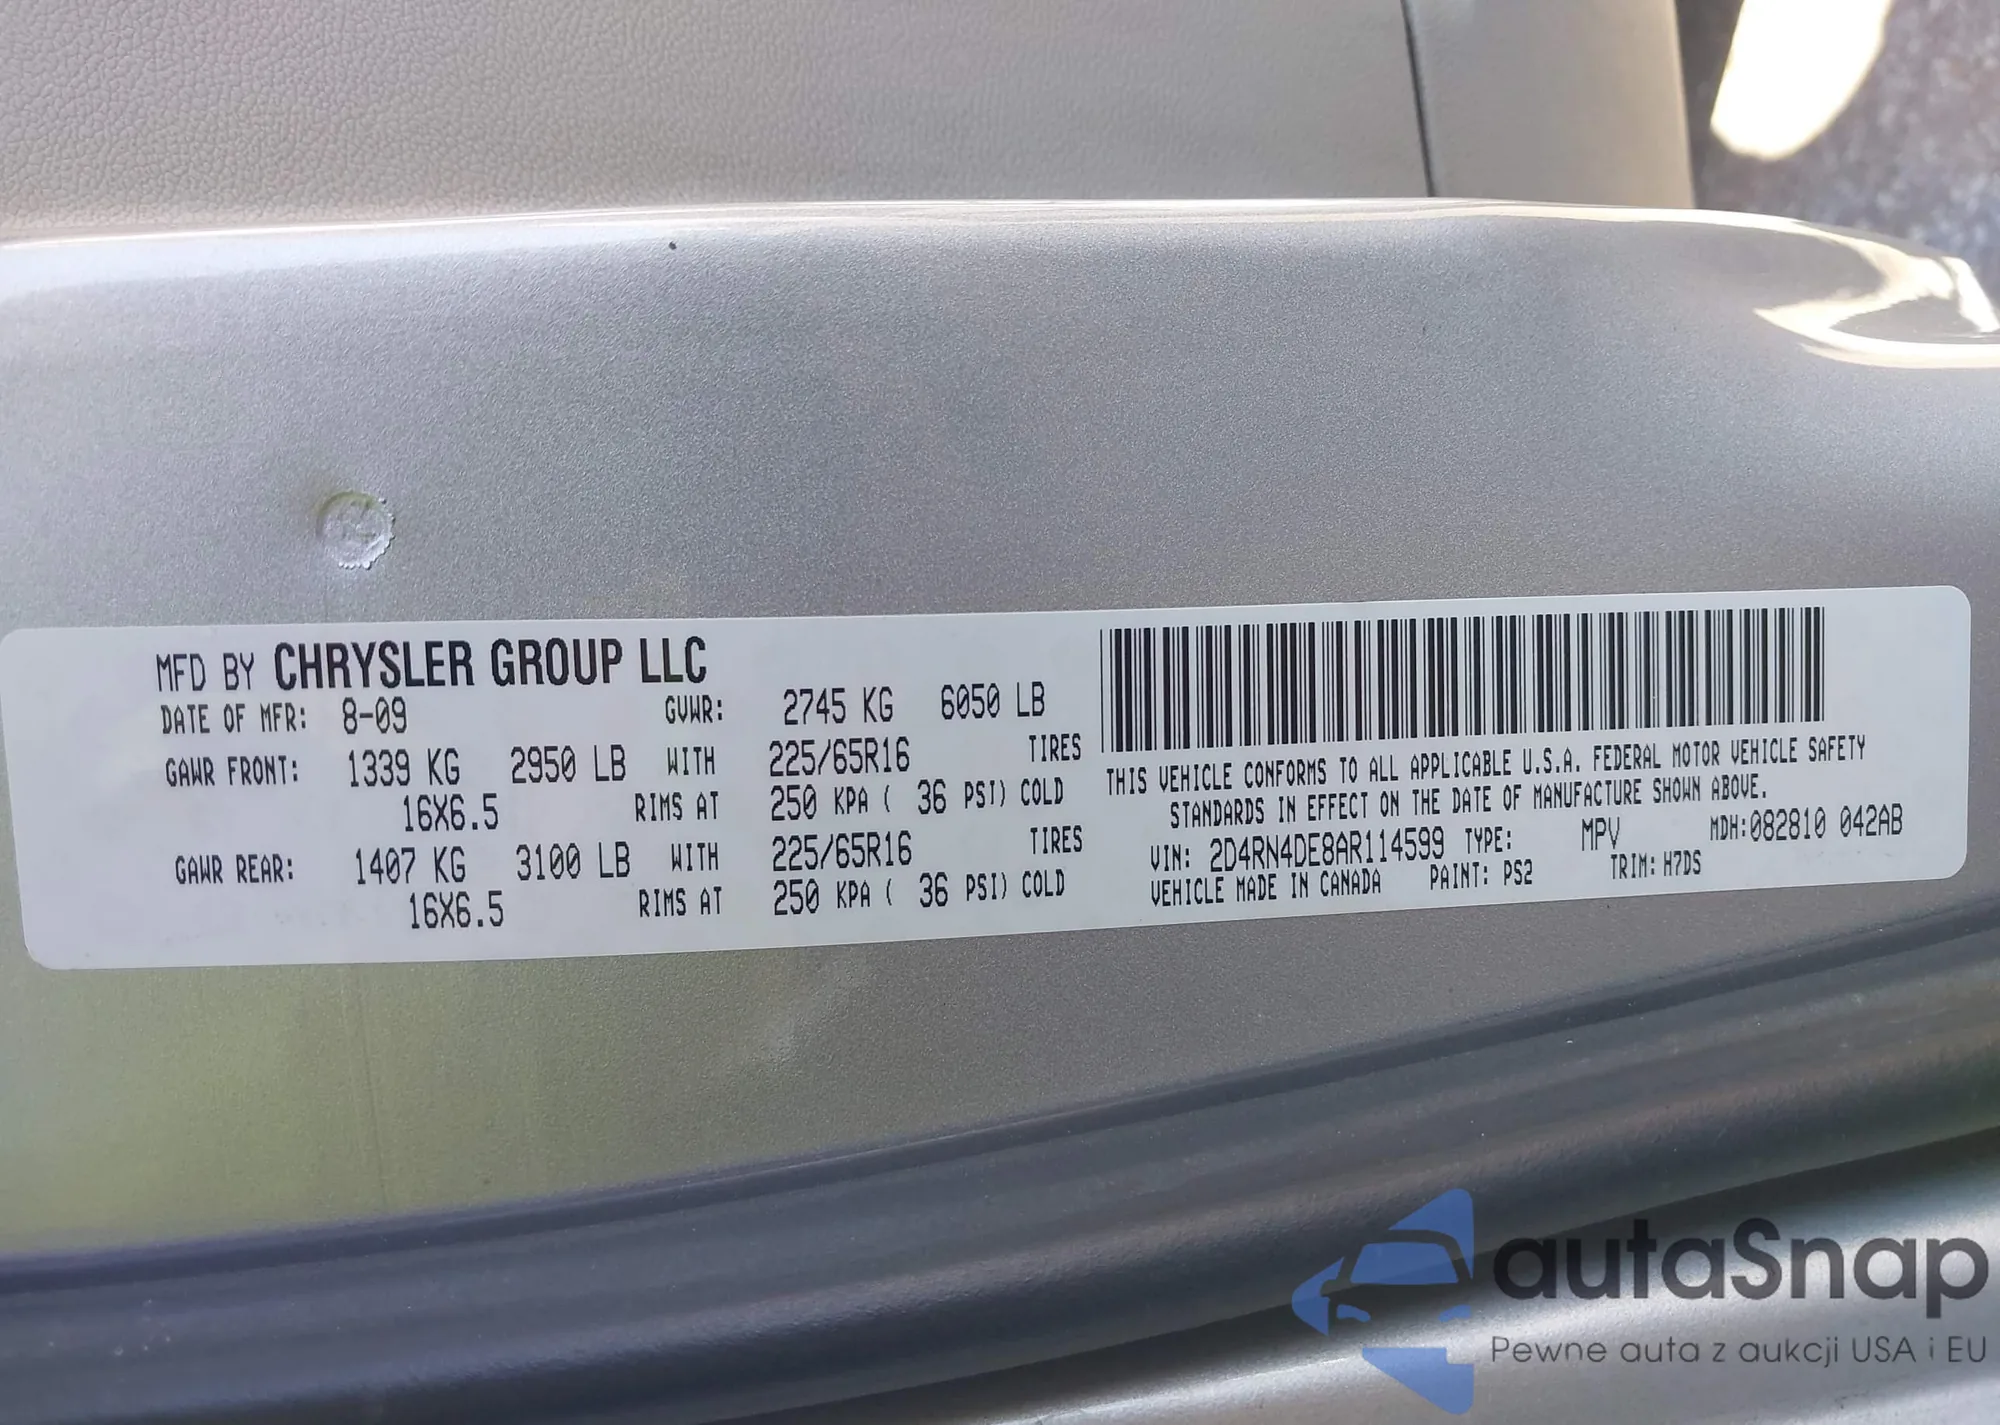 MFD BY CHRYSLER GROUP LLC
DATE OF MFR: 8-09 GVWR: 2745 KG 6050 LB
GAWR FRONT: 1339 KG 2950 LB WITH 225/65R16 TIRES
16X6.5 RIMS AT 250 KPA ( 36 PSI) COLD
GAWR REAR: 1407 KG 3100 LB WITH 225/65R16 TIRES
16X6.5 RIMS AT 250 KPA ( 36 PSI) COLD
THIS VEHICLE CONFORMS TO ALL APPLICABLE U.S.A. FEDERAL MOTOR VEHICLE SAFETY
STANDARDS IN EFFECT ON THE DATE OF MANUFACTURE SHOWN ABOVE.
VIN: 2D4RN4DE8AR114599 TYPE: MPV MDH:082810 042AB
VEHICLE MADE IN CANADA PAINT: PS2 TRIM: H7DS
autaSnap
Pewne auta z aukcji USA i EU